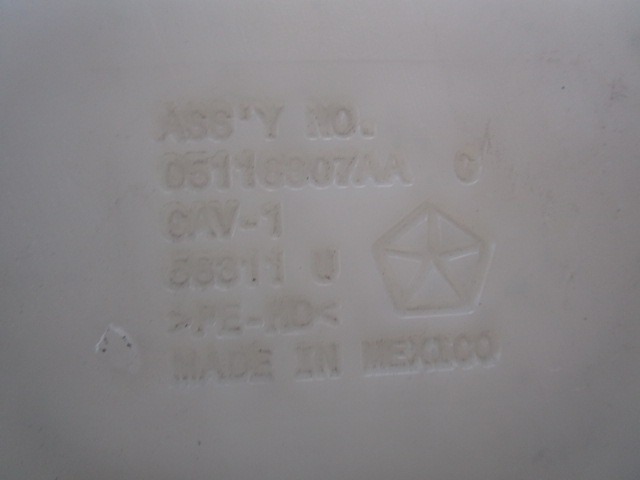 ASS'Y NO.
C
CAV-1
U
>PE-HD<
MADE IN MEXICO